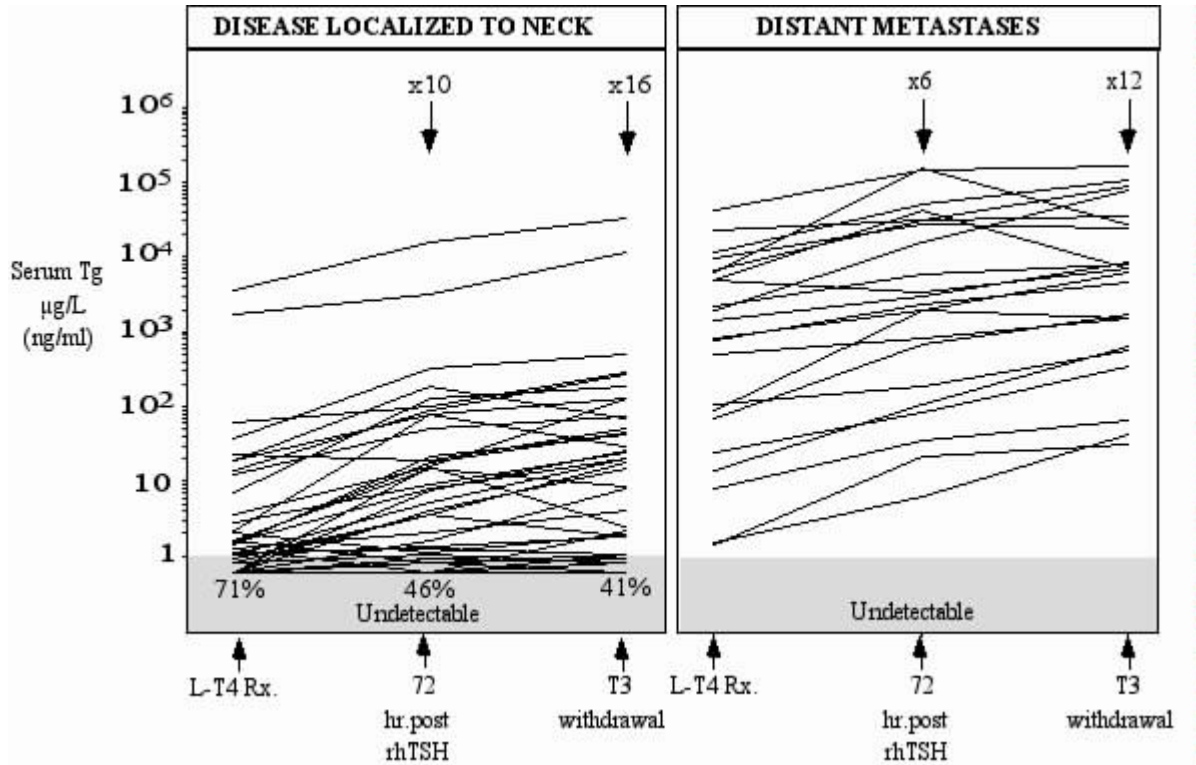 DISEASE LOCALIZED TO NECK
DISTANT METASTASES
x10
x16
x6
x12
10⁶
10⁵
10⁴
10³
10²
10
1
Serum Tg
µg/L
(ng/ml)
71%
46%
41%
Undetectable
Undetectable
L-T4 Rx.
72
hr.post
rhTSH
T3
withdrawal
L-T4 Rx.
72
hr.post
rhTSH
T3
withdrawal